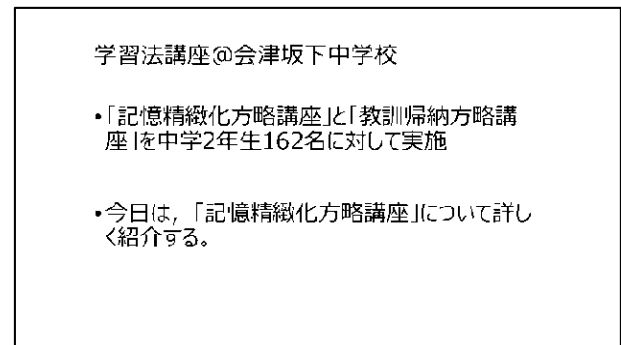 学習法講座@会津坂下中学校
•「記憶精緻化方略講座」と「教訓帰納方略講
座」を中学2年生162名に対して実施
•今日は,「記憶精緻化方略講座」について詳し
く紹介する。